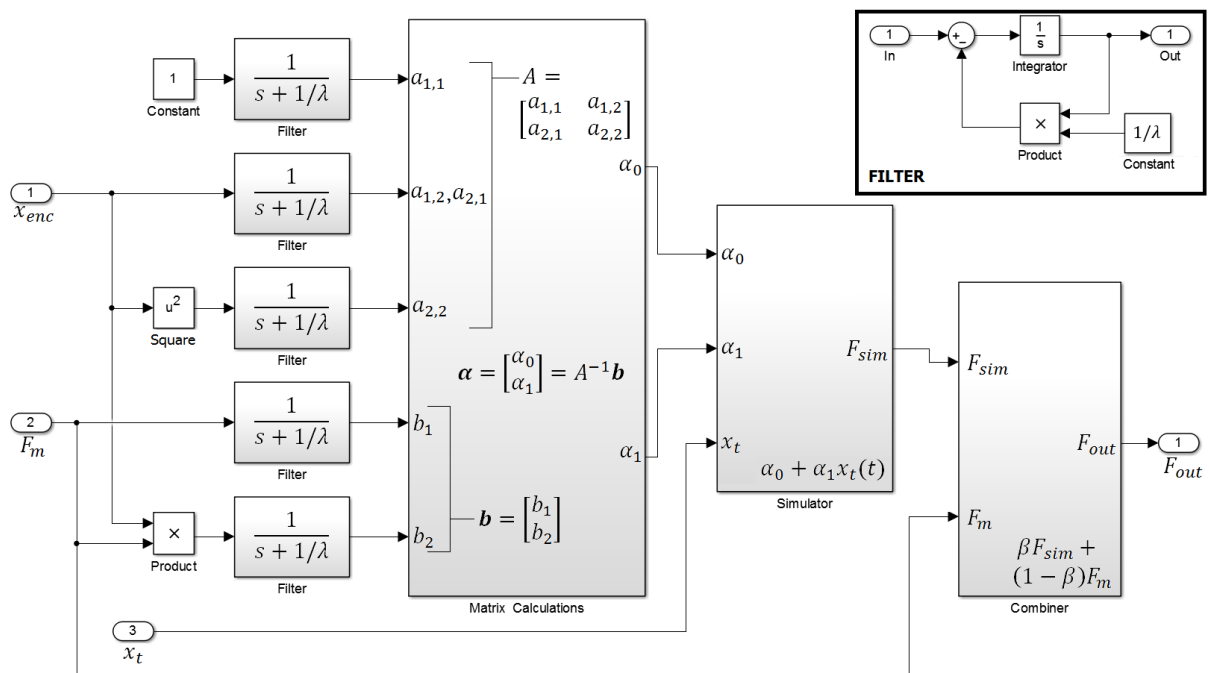 1
Constant
1
s + 1/λ
Filter
a1,1
A =
[a1,1 a1,2
a2,1 a2,2]
1
xenc
1
s + 1/λ
Filter
a1,2,a2,1
u²
Square
1
s + 1/λ
Filter
a2,2
α = [α0
α1] = A⁻¹b
2
Fm
1
s + 1/λ
Filter
b1
×
Product
1
s + 1/λ
Filter
b2
b = [b1
b2]
α0
α1
Matrix Calculations
3
xt
α0
α1
xt
Fsim
α0 + α1xt(t)
Simulator
Fsim
Fm
Fout
βFsim +
(1 − β)Fm
Combiner
1
Fout
1
In
+
−
1
s
Integrator
1
Out
×
Product
1/λ
Constant
FILTER